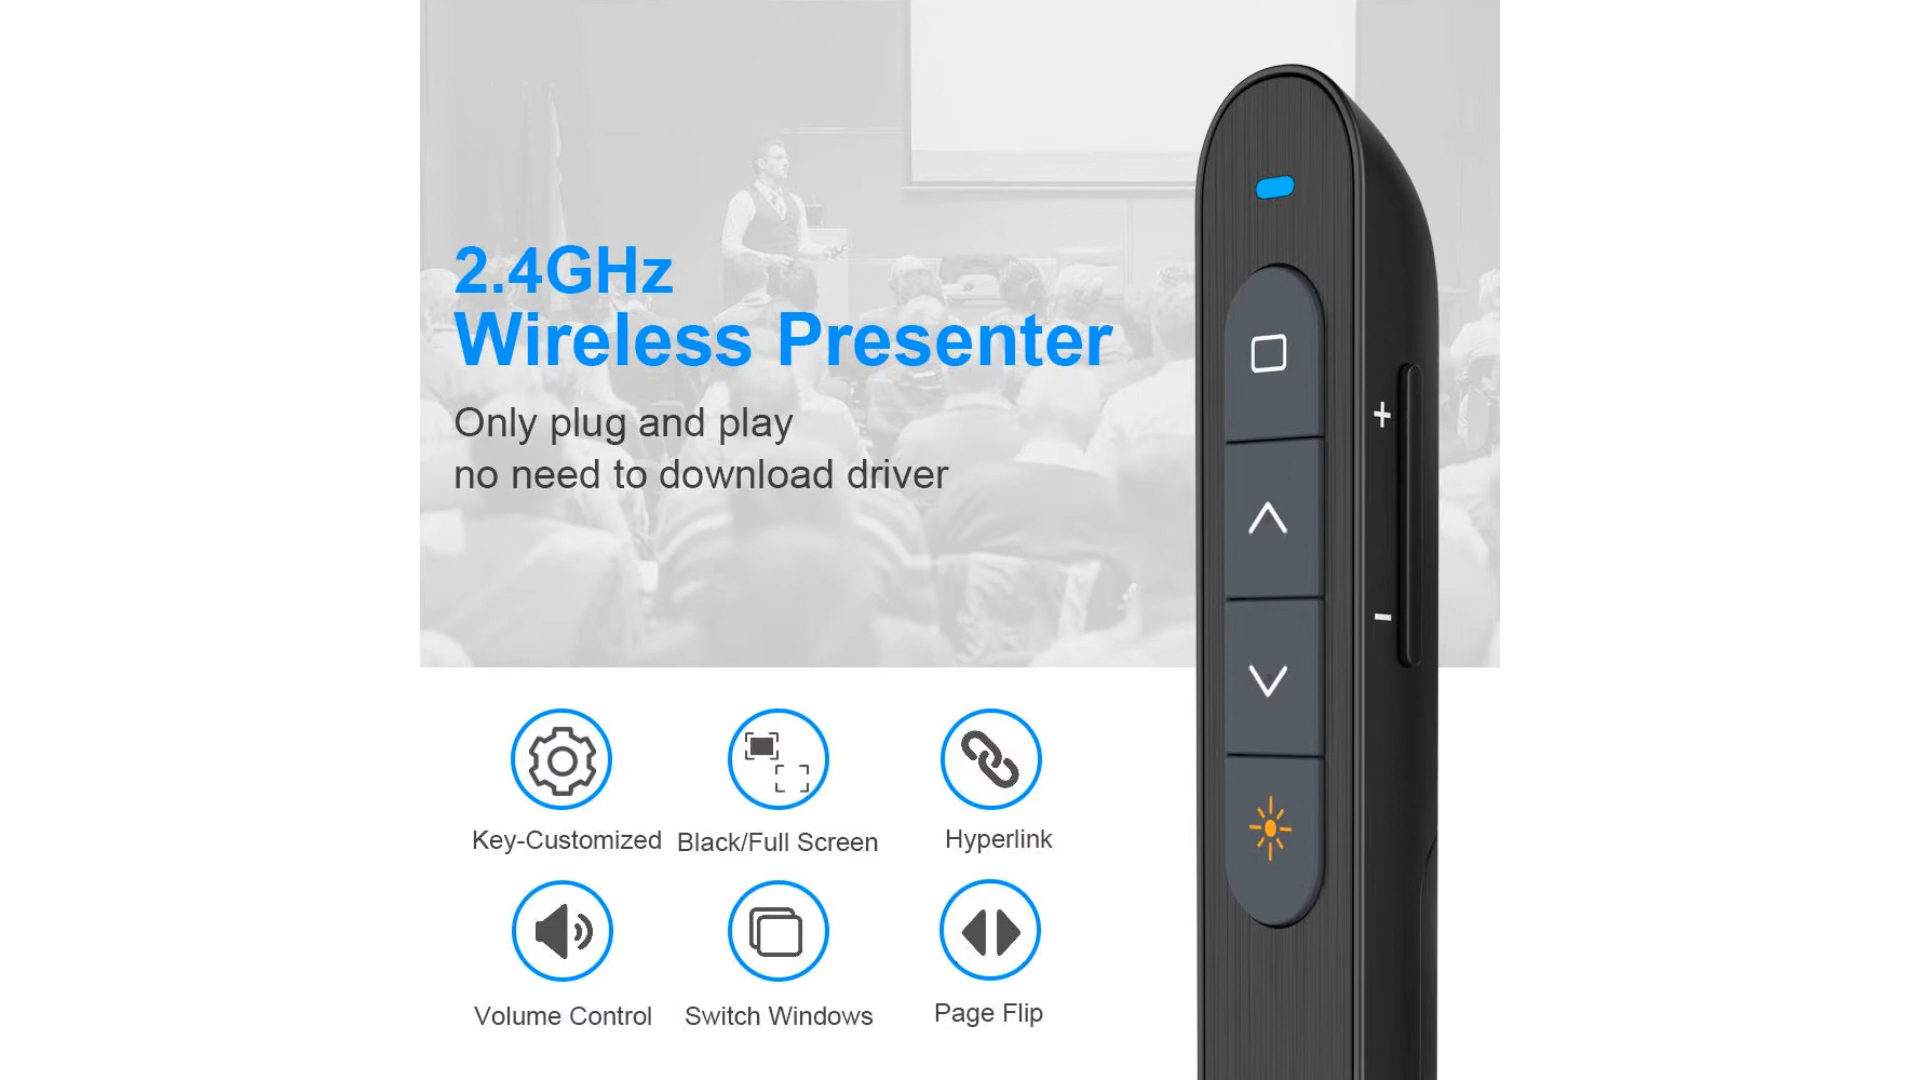 2.4GHz
Wireless Presenter
Only plug and play
no need to download driver
+
-
Key-Customized
Black/Full Screen
Hyperlink
Volume Control
Switch Windows
Page Flip